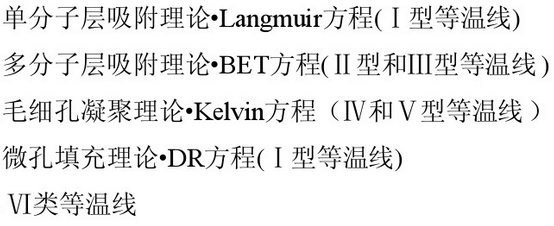 单分子层吸附理论•Langmuir方程(Ⅰ型等温线)
多分子层吸附理论•BET方程(Ⅱ型和Ⅲ型等温线)
毛细孔凝聚理论•Kelvin方程（Ⅳ和Ⅴ型等温线）
微孔填充理论•DR方程(Ⅰ型等温线)
Ⅵ类等温线